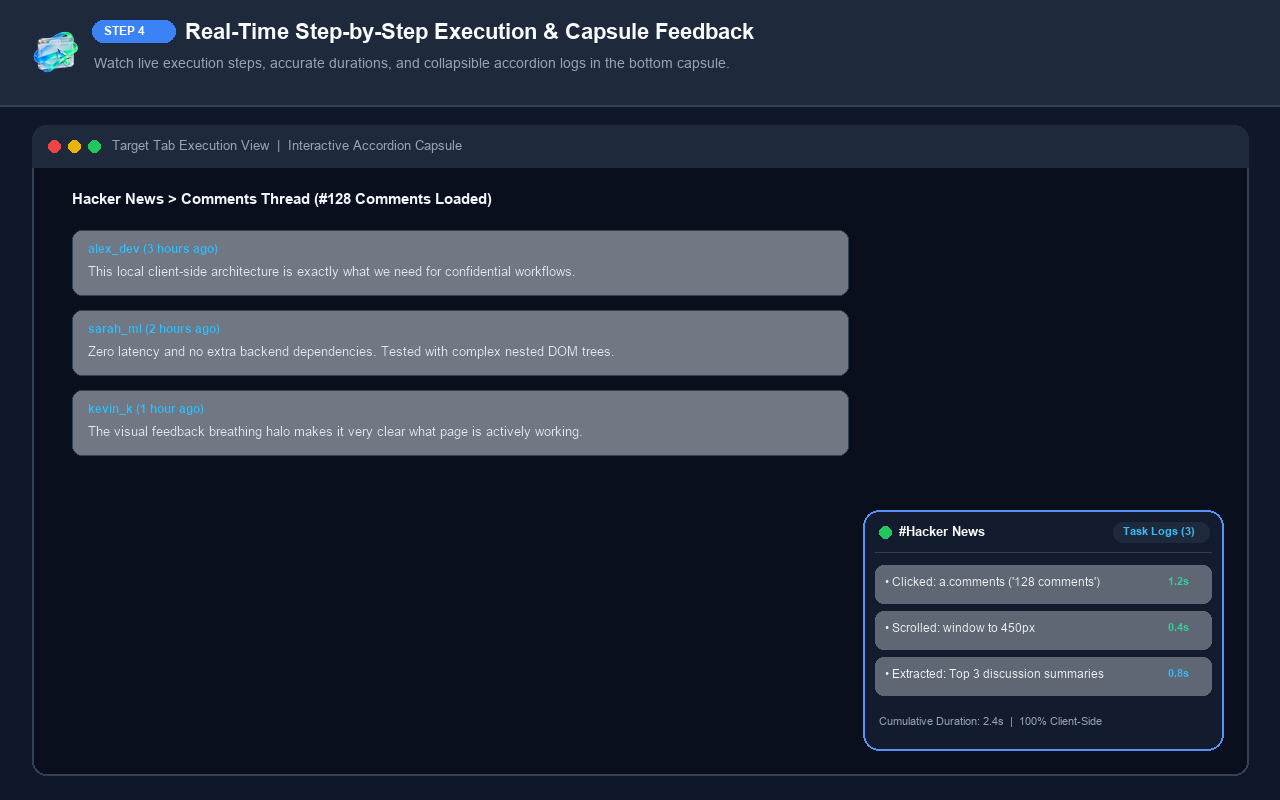 STEP 4
Real-Time Step-by-Step Execution & Capsule Feedback
Watch live execution steps, accurate durations, and collapsible accordion logs in the bottom capsule.
Target Tab Execution View | Interactive Accordion Capsule
Hacker News > Comments Thread (#128 Comments Loaded)
alex_dev (3 hours ago)
This local client-side architecture is exactly what we need for confidential workflows.
sarah_ml (2 hours ago)
Zero latency and no extra backend dependencies. Tested with complex nested DOM trees.
kevin_k (1 hour ago)
The visual feedback breathing halo makes it very clear what page is actively working.
#Hacker News Task Logs (3)
• Clicked: a.comments ('128 comments') 1.2s
• Scrolled: window to 450px 0.4s
• Extracted: Top 3 discussion summaries 0.8s
Cumulative Duration: 2.4s | 100% Client-Side